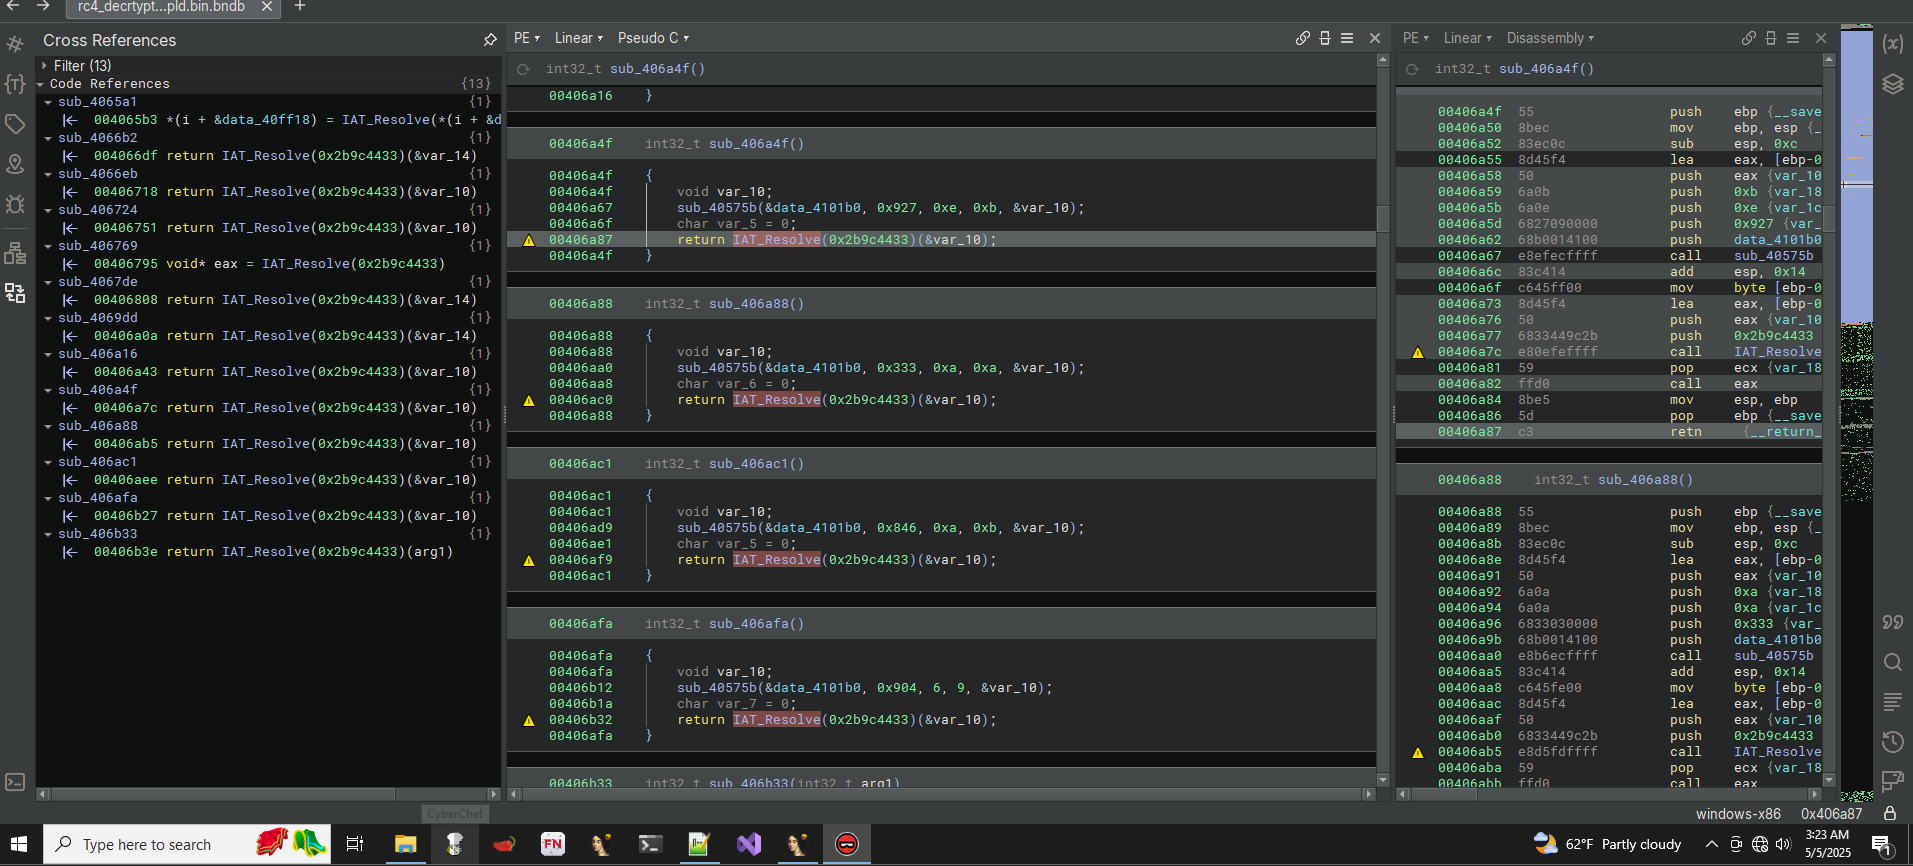 rc4_decrtypt...pld.bin.bndb
Cross References
Filter (13)
Code References {13}
sub_4065a1 {1}
004065b3 *(i + &data_40ff18) = IAT_Resolve(*(i + &d
sub_4066b2 {1}
004066df return IAT_Resolve(0x2b9c4433)(&var_14)
sub_4066eb {1}
00406718 return IAT_Resolve(0x2b9c4433)(&var_10)
sub_406724 {1}
00406751 return IAT_Resolve(0x2b9c4433)(&var_10)
sub_406769 {1}
00406795 void* eax = IAT_Resolve(0x2b9c4433)
sub_4067de {1}
00406808 return IAT_Resolve(0x2b9c4433)(&var_14)
sub_4069dd {1}
00406a0a return IAT_Resolve(0x2b9c4433)(&var_14)
sub_406a16 {1}
00406a43 return IAT_Resolve(0x2b9c4433)(&var_10)
sub_406a4f {1}
00406a7c return IAT_Resolve(0x2b9c4433)(&var_10)
sub_406a88 {1}
00406ab5 return IAT_Resolve(0x2b9c4433)(&var_10)
sub_406ac1 {1}
00406aee return IAT_Resolve(0x2b9c4433)(&var_10)
sub_406afa {1}
00406b27 return IAT_Resolve(0x2b9c4433)(&var_10)
sub_406b33 {1}
00406b3e return IAT_Resolve(0x2b9c4433)(arg1)
PE Linear Pseudo C
int32_t sub_406a4f()
00406a16 }
00406a4f int32_t sub_406a4f()
00406a4f {
00406a4f void var_10;
00406a67 sub_40575b(&data_4101b0, 0x927, 0xe, 0xb, &var_10);
00406a6f char var_5 = 0;
00406a87 return IAT_Resolve(0x2b9c4433)(&var_10);
00406a4f }
00406a88 int32_t sub_406a88()
00406a88 {
00406a88 void var_10;
00406aa0 sub_40575b(&data_4101b0, 0x333, 0xa, 0xa, &var_10);
00406aa8 char var_6 = 0;
00406ac0 return IAT_Resolve(0x2b9c4433)(&var_10);
00406a88 }
00406ac1 int32_t sub_406ac1()
00406ac1 {
00406ac1 void var_10;
00406ad9 sub_40575b(&data_4101b0, 0x846, 0xa, 0xb, &var_10);
00406ae1 char var_5 = 0;
00406af9 return IAT_Resolve(0x2b9c4433)(&var_10);
00406ac1 }
00406afa int32_t sub_406afa()
00406afa {
00406afa void var_10;
00406b12 sub_40575b(&data_4101b0, 0x904, 6, 9, &var_10);
00406b1a char var_7 = 0;
00406b32 return IAT_Resolve(0x2b9c4433)(&var_10);
00406afa }
00406b33 int32_t sub_406b33(int32_t arg1)
PE Linear Disassembly
int32_t sub_406a4f()
00406a4f 55 push ebp {__save
00406a50 8bec mov ebp, esp {_
00406a52 83ec0c sub esp, 0xc
00406a55 8d45f4 lea eax, [ebp-0
00406a58 50 push eax {var_10
00406a59 6a0b push 0xb {var_18
00406a5b 6a0e push 0xe {var_1c
00406a5d 6827090000 push 0x927 {var_
00406a62 68b0014100 push data_4101b0
00406a67 e8efecffff call sub_40575b
00406a6c 83c414 add esp, 0x14
00406a6f c645ff00 mov byte [ebp-0
00406a73 8d45f4 lea eax, [ebp-0
00406a76 50 push eax {var_10
00406a77 6833449c2b push 0x2b9c4433
00406a7c e80efeffff call IAT_Resolve
00406a81 59 pop ecx {var_18
00406a82 ffd0 call eax
00406a84 8be5 mov esp, ebp
00406a86 5d pop ebp {__save
00406a87 c3 retn {__return_
00406a88 int32_t sub_406a88()
00406a88 55 push ebp {__save
00406a89 8bec mov ebp, esp {_
00406a8b 83ec0c sub esp, 0xc
00406a8e 8d45f4 lea eax, [ebp-0
00406a91 50 push eax {var_10
00406a92 6a0a push 0xa {var_18
00406a94 6a0a push 0xa {var_1c
00406a96 6833030000 push 0x333 {var_
00406a9b 68b0014100 push data_4101b0
00406aa0 e8b6ecffff call sub_40575b
00406aa5 83c414 add esp, 0x14
00406aa8 c645fe00 mov byte [ebp-0
00406aac 8d45f4 lea eax, [ebp-0
00406aaf 50 push eax {var_10
00406ab0 6833449c2b push 0x2b9c4433
00406ab5 e8d5fdffff call IAT_Resolve
00406aba 59 pop ecx {var_18
00406abb ffd0 call eax
CyberChef
windows-x86 0x406a87
Type here to search
FN
62°F Partly cloudy
3:23 AM
5/5/2025
1